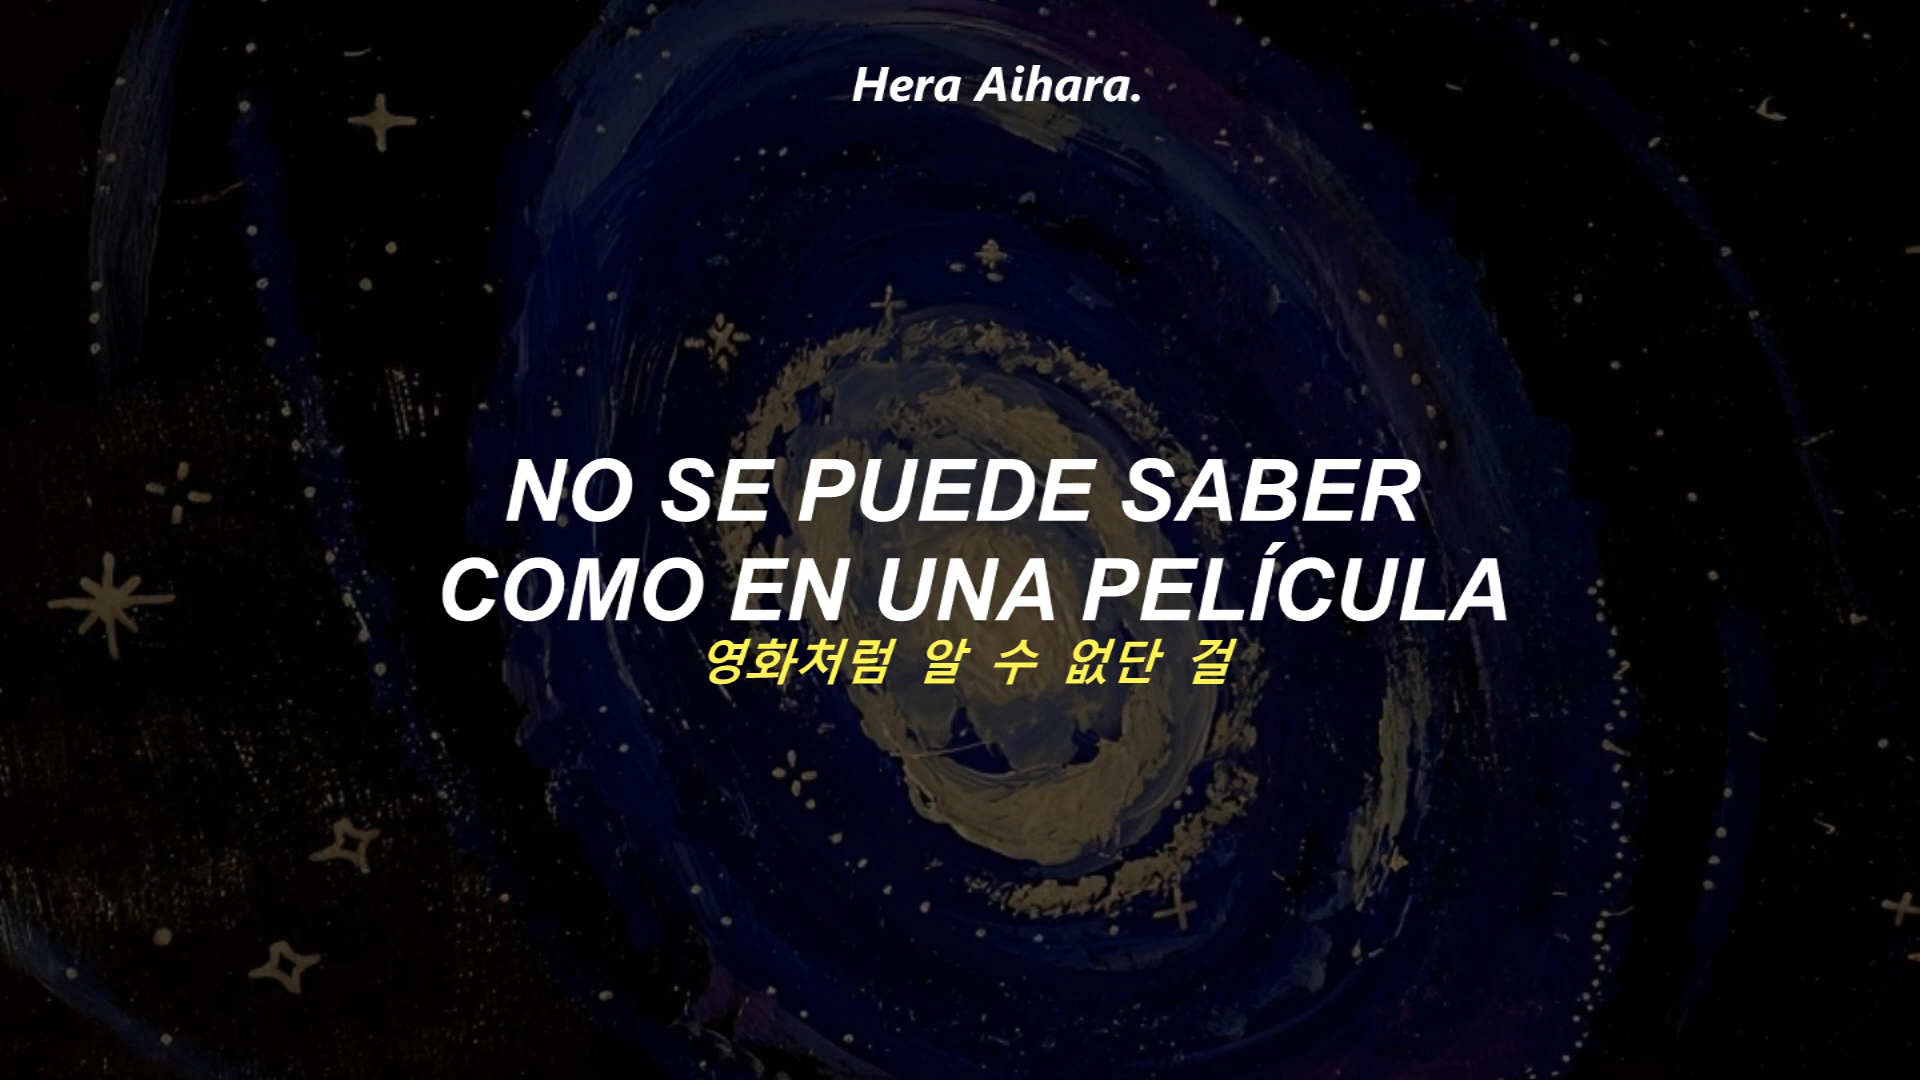 Hera Aihara.
NO SE PUEDE SABER
COMO EN UNA PELÍCULA
영화처럼 알 수 없단 걸